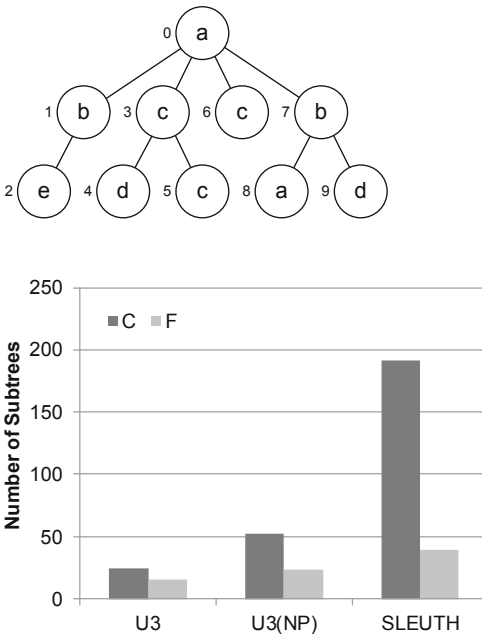 0 a
1 b 3 c 6 c 7 b
2 e 4 d 5 c 8 a 9 d
250
C F
200
150
100
50
0
Number of Subtrees
U3 U3(NP) SLEUTH